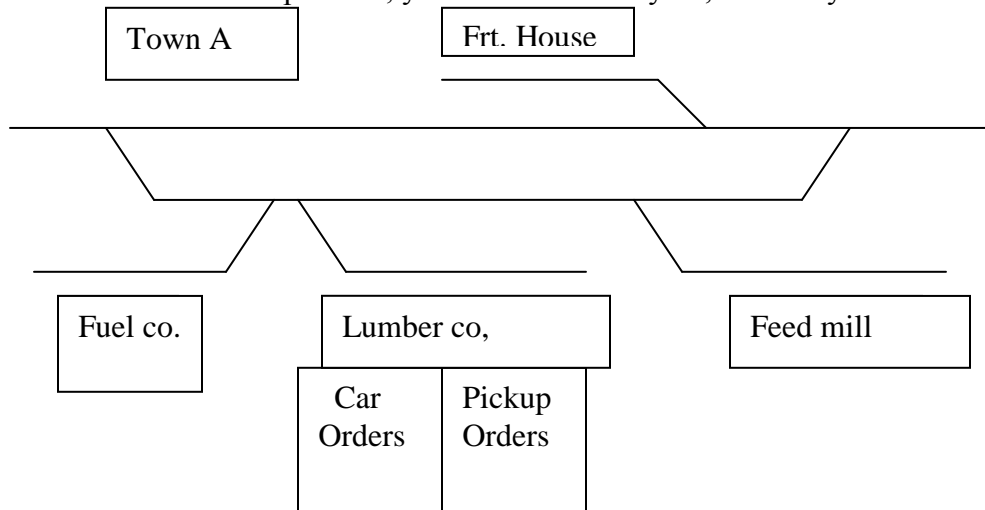 Town A
Frt. House
Fuel co.
Lumber co,
Feed mill
Car
Orders
Pickup
Orders